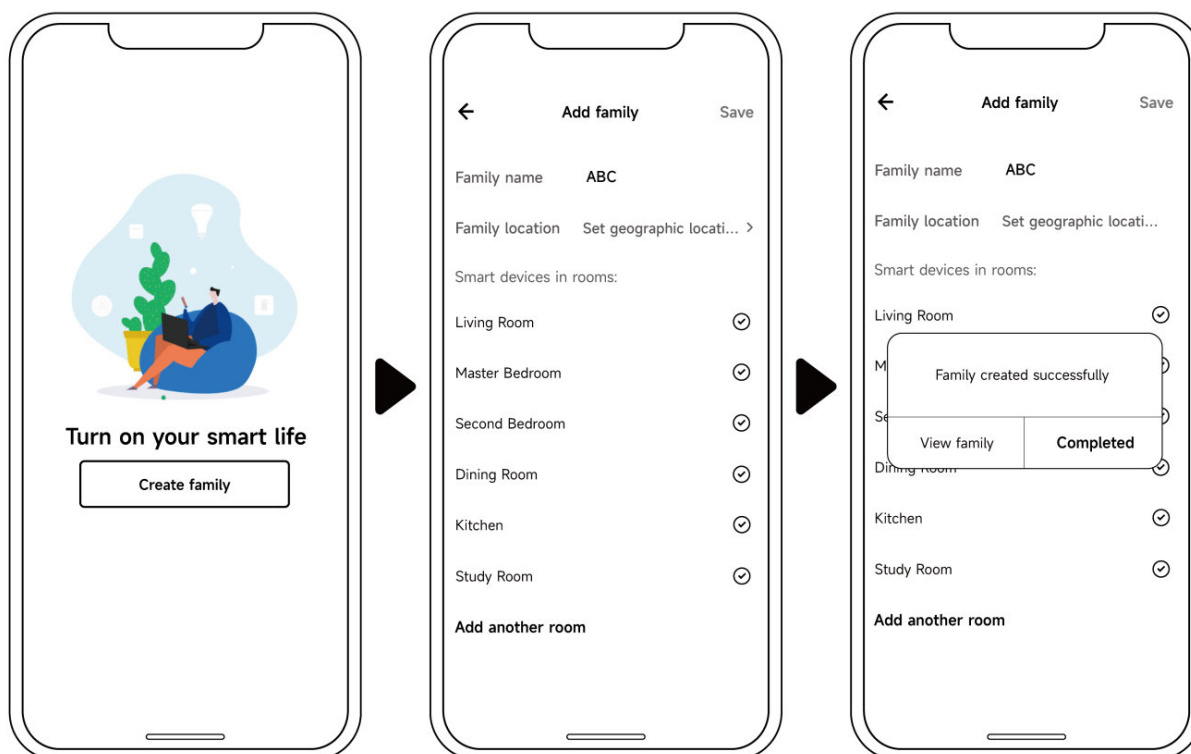 Turn on your smart life
Create family
Add family Save
Family name ABC
Family location Set geographic locati... >
Smart devices in rooms:
Living Room
Master Bedroom
Second Bedroom
Dining Room
Kitchen
Study Room
Add another room
Add family Save
Family name ABC
Family location Set geographic locati...
Smart devices in rooms:
Living Room
M
Family created successfully
Se
View family Completed
Dining Room
Kitchen
Study Room
Add another room